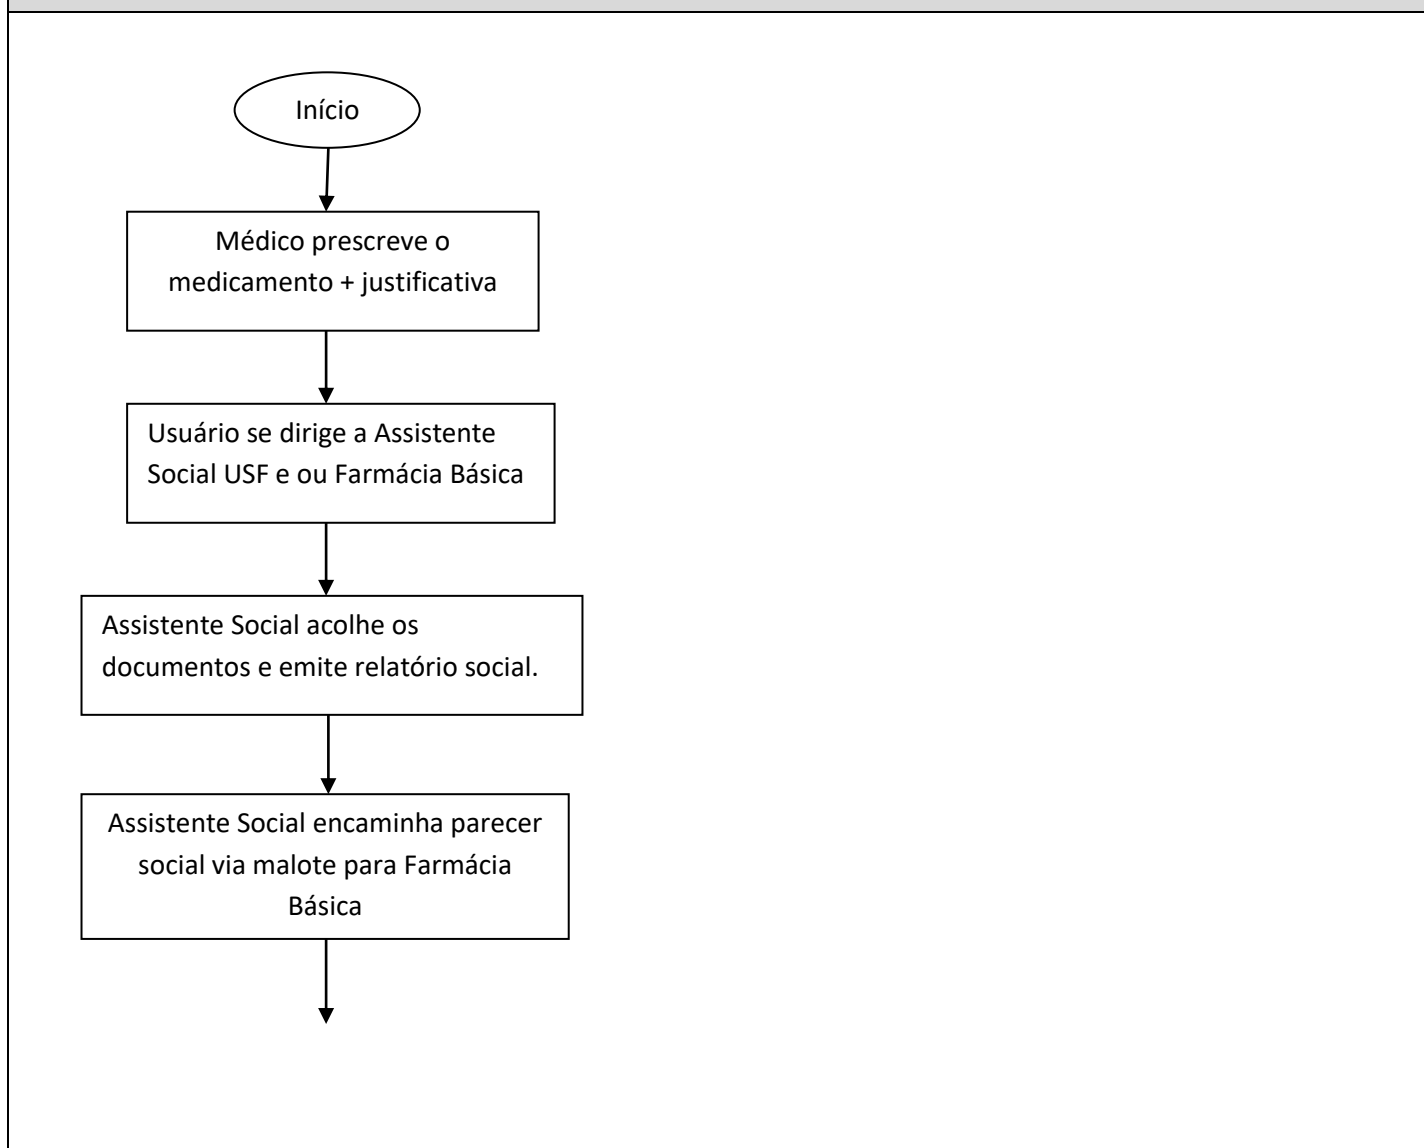 Início
Médico prescreve o
medicamento + justificativa
Usuário se dirige a Assistente
Social USF e ou Farmácia Básica
Assistente Social acolhe os
documentos e emite relatório social.
Assistente Social encaminha parecer
social via malote para Farmácia
Básica